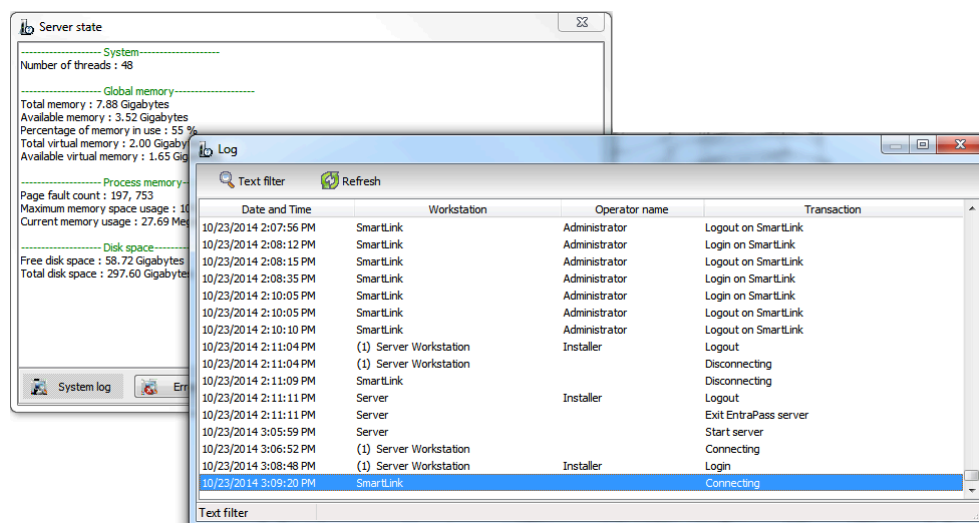 Server state
--------------------- System---------------------
Number of threads : 48
--------------------- Global memory---------------------
Total memory : 7.88 Gigabytes
Available memory : 3.52 Gigabytes
Percentage of memory in use : 55 %
Total virtual memory : 2.00
Available virtual memory : 1.65
--------------------- Process memory
Page fault count : 197, 753
Maximum memory space usage :
Current memory usage : 27.69
--------------------- Disk space
Free disk space : 58.72 Gigabytes
Total disk space : 297.60 Gigabytes
System log
Log
Text filter Refresh
Date and Time Workstation Operator name Transaction
10/23/2014 2:07:56 PM SmartLink Administrator Logout on SmartLink
10/23/2014 2:08:12 PM SmartLink Administrator Login on SmartLink
10/23/2014 2:08:15 PM SmartLink Administrator Login on SmartLink
10/23/2014 2:08:35 PM SmartLink Administrator Login on SmartLink
10/23/2014 2:10:05 PM SmartLink Administrator Login on SmartLink
10/23/2014 2:10:05 PM SmartLink Administrator Logout on SmartLink
10/23/2014 2:10:10 PM SmartLink Administrator Logout on SmartLink
10/23/2014 2:11:04 PM (1) Server Workstation Installer Logout
10/23/2014 2:11:04 PM (1) Server Workstation Disconnecting
10/23/2014 2:11:09 PM SmartLink Disconnecting
10/23/2014 2:11:11 PM Server Installer Logout
10/23/2014 2:11:11 PM Server Exit EntraPass server
10/23/2014 3:05:59 PM Server Start server
10/23/2014 3:06:52 PM (1) Server Workstation Connecting
10/23/2014 3:08:48 PM (1) Server Workstation Installer Login
10/23/2014 3:09:20 PM SmartLink Connecting
Text filter